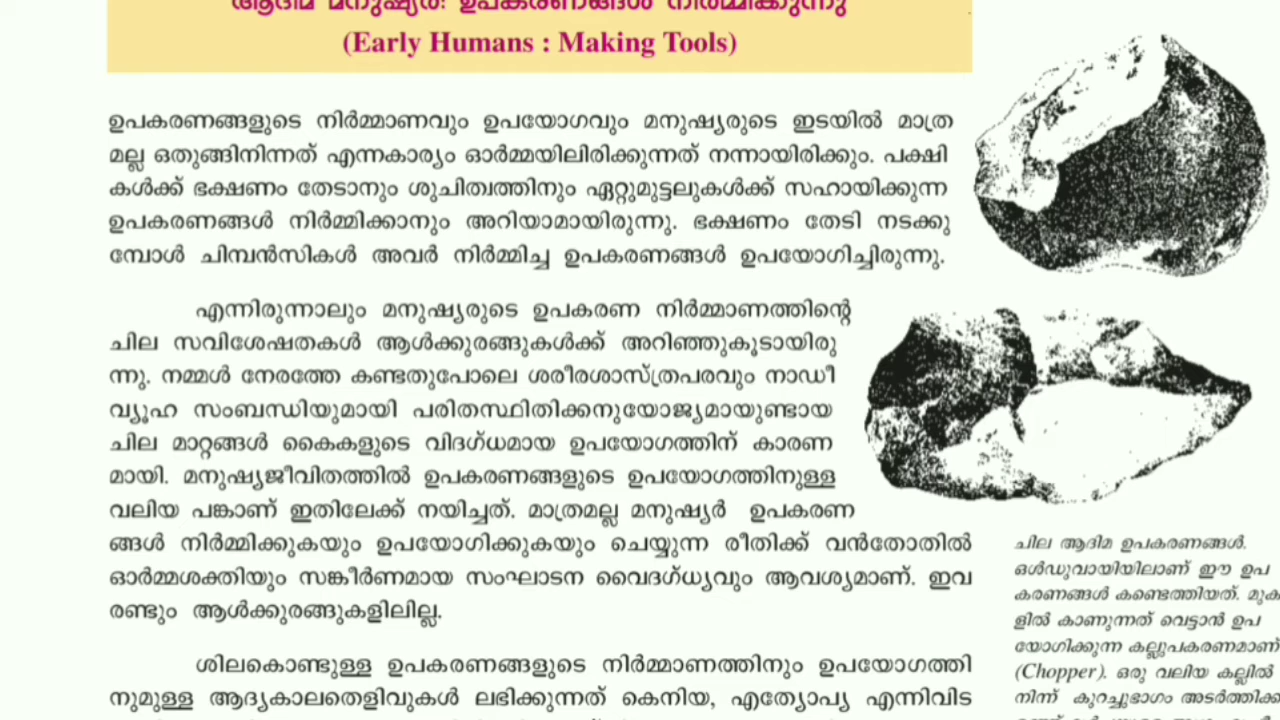 ആദിമ മനുഷ്യർ: ഉപകരണങ്ങൾ നിർമ്മിക്കുന്നു
(Early Humans : Making Tools)
ഉപകരണങ്ങളുടെ നിർമ്മാണവും ഉപയോഗവും മനുഷ്യരുടെ ഇടയിൽ മാത്ര
മല്ല ഒതുങ്ങിനിന്നത് എന്നകാര്യം ഓർമ്മയിലിരിക്കുന്നത് നന്നായിരിക്കും. പക്ഷി
കൾക്ക് ഭക്ഷണം തേടാനും ശുചിത്വത്തിനും ഏറ്റുമുട്ടലുകൾക്ക് സഹായിക്കുന്ന
ഉപകരണങ്ങൾ നിർമ്മിക്കാനും അറിയാമായിരുന്നു. ഭക്ഷണം തേടി നടക്കു
മ്പോൾ ചിമ്പൻസികൾ അവർ നിർമ്മിച്ച ഉപകരണങ്ങൾ ഉപയോഗിച്ചിരുന്നു.
എന്നിരുന്നാലും മനുഷ്യരുടെ ഉപകരണ നിർമ്മാണത്തിന്റെ
ചില സവിശേഷതകൾ ആൾക്കുരങ്ങുകൾക്ക് അറിഞ്ഞുകൂടായിരു
ന്നു. നമ്മൾ നേരത്തേ കണ്ടതുപോലെ ശരീരശാസ്ത്രപരവും നാഡീ
വ്യൂഹ സംബന്ധിയുമായി പരിതസ്ഥിതിക്കനുയോജ്യമായുണ്ടായ
ചില മാറ്റങ്ങൾ കൈകളുടെ വിദഗ്ധമായ ഉപയോഗത്തിന് കാരണ
മായി. മനുഷ്യജീവിതത്തിൽ ഉപകരണങ്ങളുടെ ഉപയോഗത്തിനുള്ള
വലിയ പങ്കാണ് ഇതിലേക്ക് നയിച്ചത്. മാത്രമല്ല മനുഷ്യർ ഉപകരണ
ങ്ങൾ നിർമ്മിക്കുകയും ഉപയോഗിക്കുകയും ചെയ്യുന്ന രീതിക്ക് വൻതോതിൽ
ഓർമ്മശക്തിയും സങ്കീർണമായ സംഘാടന വൈദഗ്ധ്യവും ആവശ്യമാണ്. ഇവ
രണ്ടും ആൾക്കുരങ്ങുകളിലില്ല.
ശിലകൊണ്ടുള്ള ഉപകരണങ്ങളുടെ നിർമ്മാണത്തിനും ഉപയോഗത്തി
നുമുള്ള ആദ്യകാലതെളിവുകൾ ലഭിക്കുന്നത് കെനിയ, എത്യോപ്യ എന്നിവിട
ചില ആദിമ ഉപകരണങ്ങൾ.
ഓൾഡുവായിയിലാണ് ഈ ഉപ
കരണങ്ങൾ കണ്ടെത്തിയത്. മുക
ളിൽ കാണുന്നത് വെട്ടാൻ ഉപ
യോഗിക്കുന്ന കല്ലുപകരണമാണ്
(Chopper). ഒരു വലിയ കല്ലിൽ
നിന്ന് കുറച്ചുഭാഗം അടർത്തിക്ക